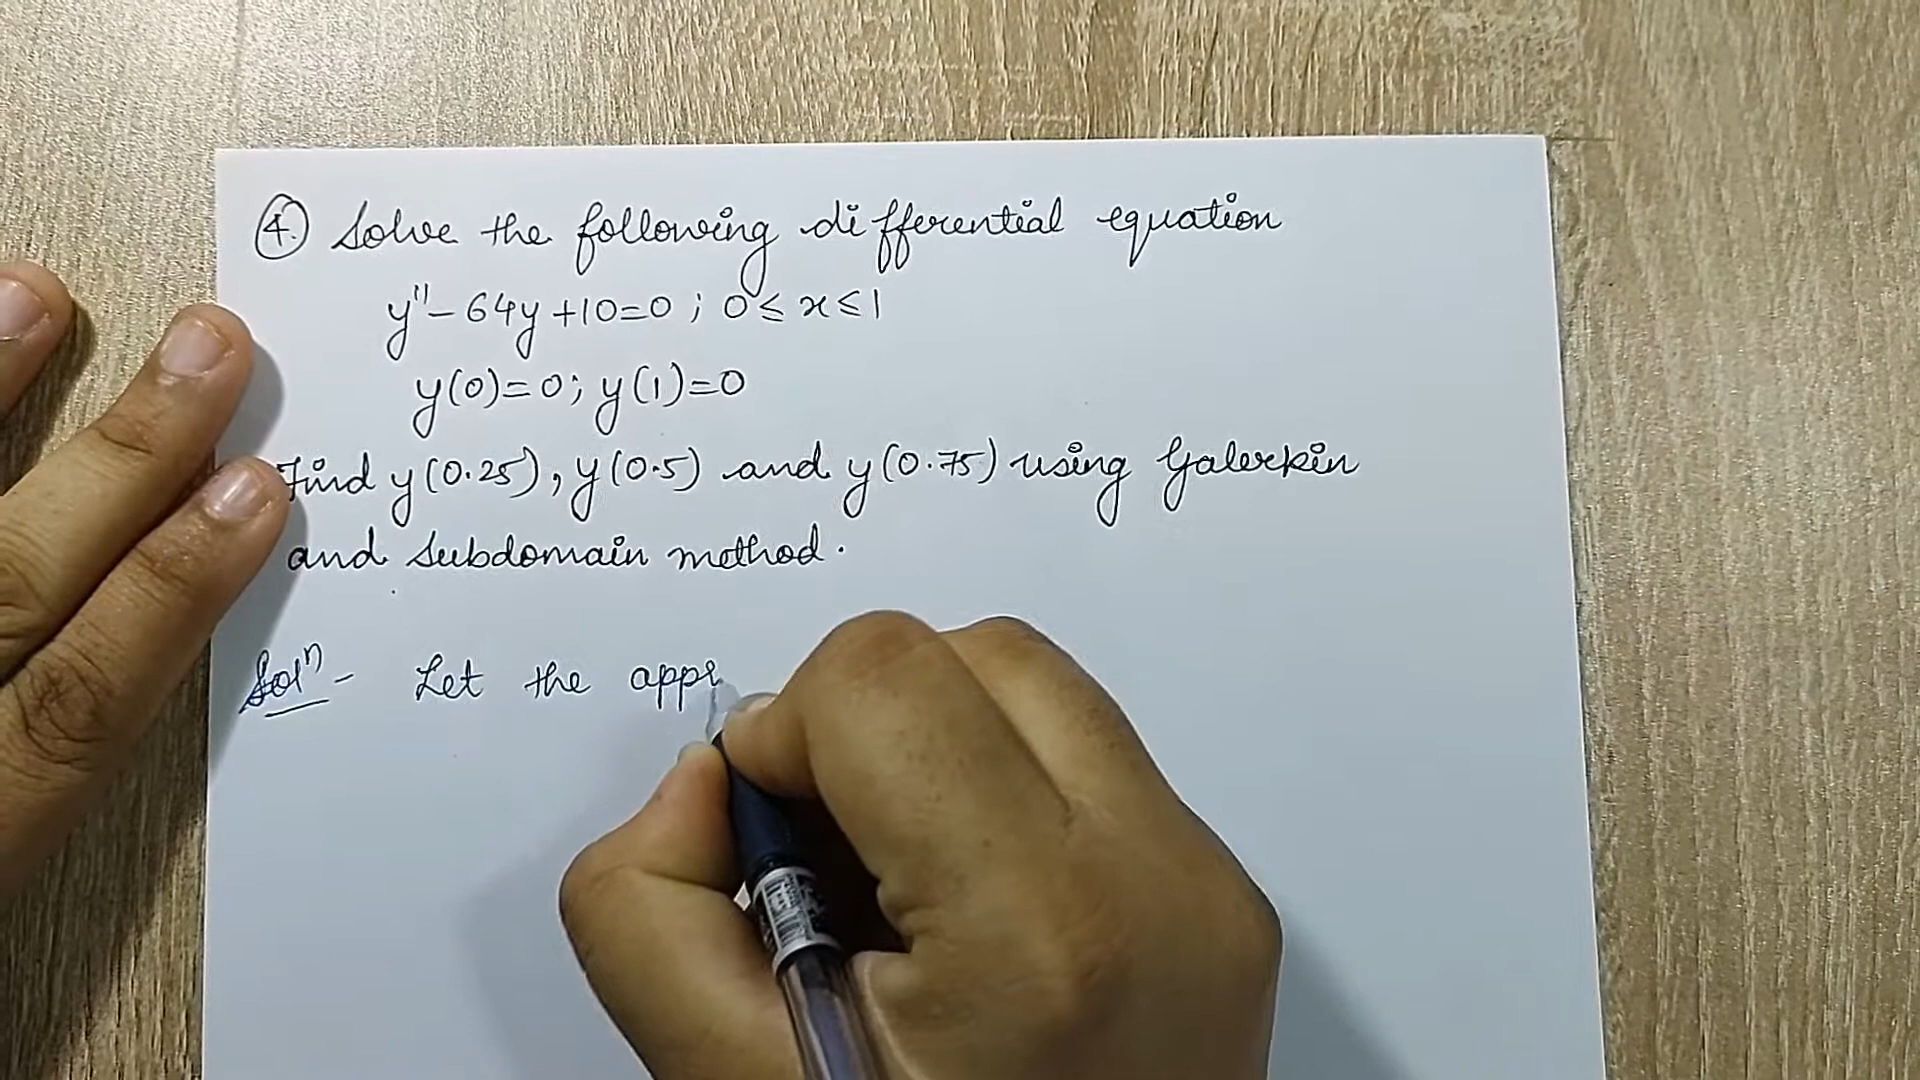 4. Solve the following differential equation
y" - 64y + 10 = 0 ; 0 ≤ x ≤ 1
y(0) = 0; y(1) = 0
Find y(0.25), y(0.5) and y(0.75) using Galerkin
and Subdomain method.
Solⁿ - Let the appr